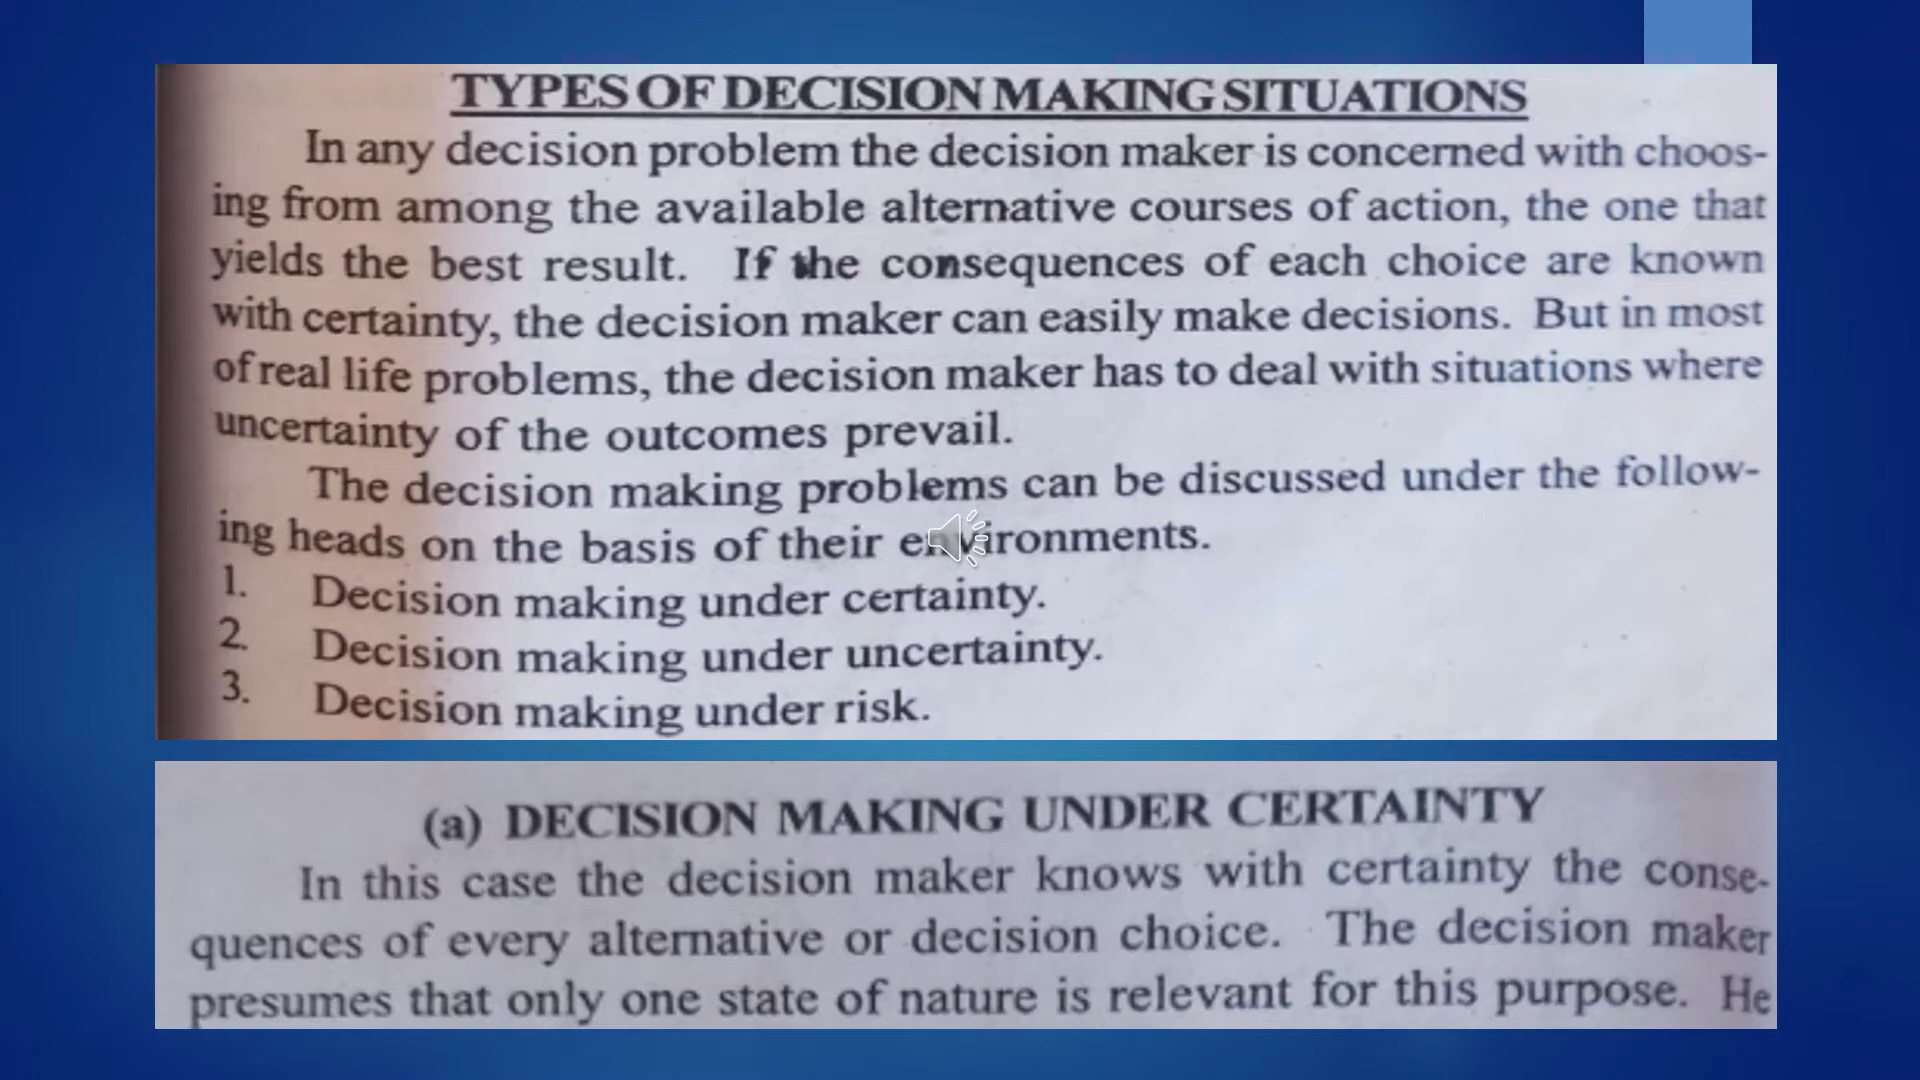 TYPES OF DECISION MAKING SITUATIONS
In any decision problem the decision maker is concerned with choos-
ing from among the available alternative courses of action, the one that
yields the best result. If the consequences of each choice are known
with certainty, the decision maker can easily make decisions. But in most
of real life problems, the decision maker has to deal with situations where
uncertainty of the outcomes prevail.
The decision making problems can be discussed under the follow-
ing heads on the basis of their environments.
1. Decision making under certainty.
2. Decision making under uncertainty.
3. Decision making under risk.
(a) DECISION MAKING UNDER CERTAINTY
In this case the decision maker knows with certainty the conse-
quences of every alternative or decision choice. The decision maker
presumes that only one state of nature is relevant for this purpose. He